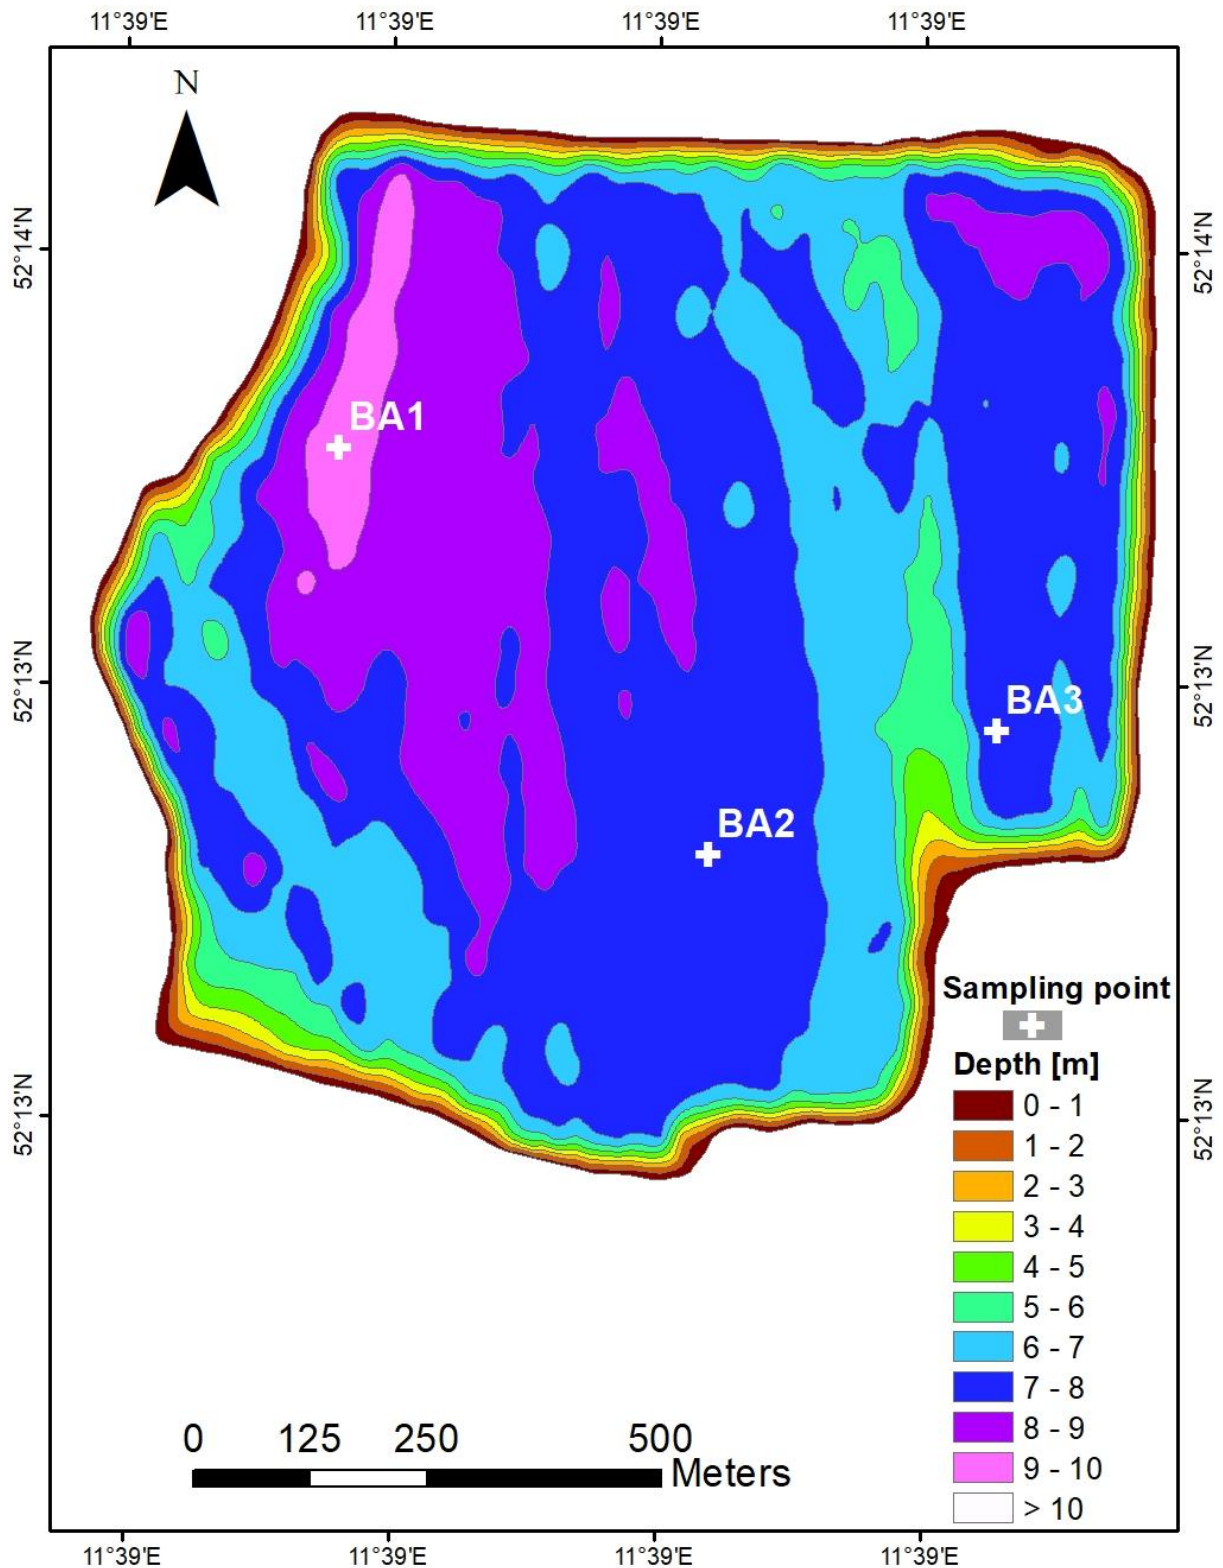 11°39'E 11°39'E 11°39'E 11°39'E
N
52°14'N 52°14'N
BA1
52°13'N 52°13'N
BA3
BA2
Sampling point
Depth [m]
0 - 1
52°13'N 52°13'N
1 - 2
2 - 3
3 - 4
4 - 5
5 - 6
6 - 7
7 - 8
8 - 9
9 - 10
> 10
0 125 250 500
Meters
11°39'E 11°39'E 11°39'E 11°39'E